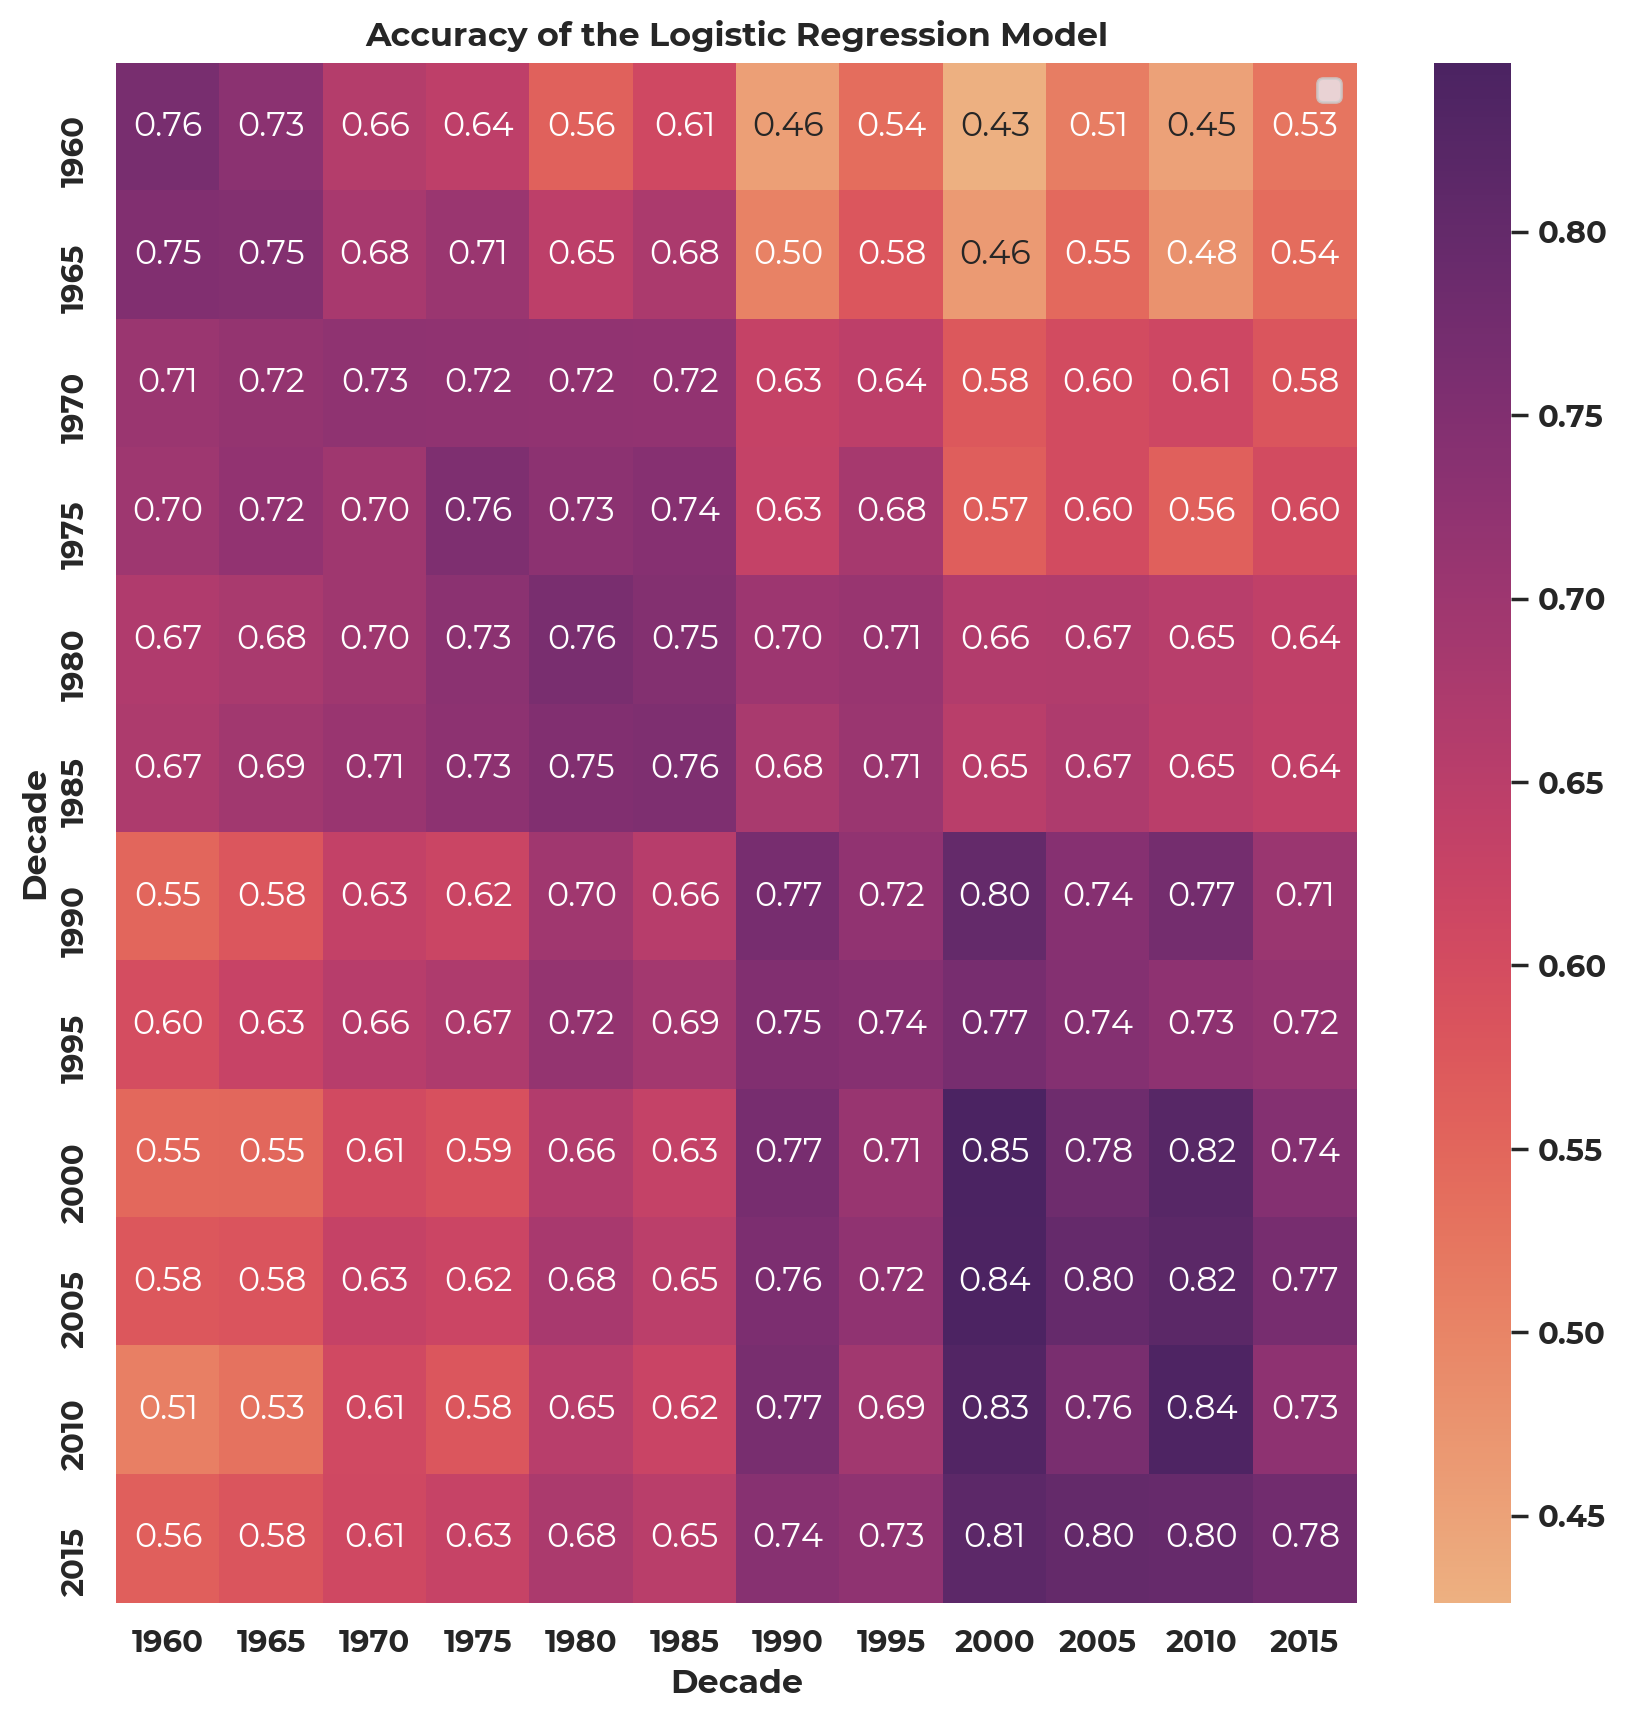 Accuracy of the Logistic Regression Model
Decade
1960 0.76 0.73 0.66 0.64 0.56 0.61 0.46 0.54 0.43 0.51 0.45 0.53
1965 0.75 0.75 0.68 0.71 0.65 0.68 0.50 0.58 0.46 0.55 0.48 0.54
1970 0.71 0.72 0.73 0.72 0.72 0.72 0.63 0.64 0.58 0.60 0.61 0.58
1975 0.70 0.72 0.70 0.76 0.73 0.74 0.63 0.68 0.57 0.60 0.56 0.60
1980 0.67 0.68 0.70 0.73 0.76 0.75 0.70 0.71 0.66 0.67 0.65 0.64
1985 0.67 0.69 0.71 0.73 0.75 0.76 0.68 0.71 0.65 0.67 0.65 0.64
1990 0.55 0.58 0.63 0.62 0.70 0.66 0.77 0.72 0.80 0.74 0.77 0.71
1995 0.60 0.63 0.66 0.67 0.72 0.69 0.75 0.74 0.77 0.74 0.73 0.72
2000 0.55 0.55 0.61 0.59 0.66 0.63 0.77 0.71 0.85 0.78 0.82 0.74
2005 0.58 0.58 0.63 0.62 0.68 0.65 0.76 0.72 0.84 0.80 0.82 0.77
2010 0.51 0.53 0.61 0.58 0.65 0.62 0.77 0.69 0.83 0.76 0.84 0.73
2015 0.56 0.58 0.61 0.63 0.68 0.65 0.74 0.73 0.81 0.80 0.80 0.78
1960 1965 1970 1975 1980 1985 1990 1995 2000 2005 2010 2015
Decade
0.80
0.75
0.70
0.65
0.60
0.55
0.50
0.45